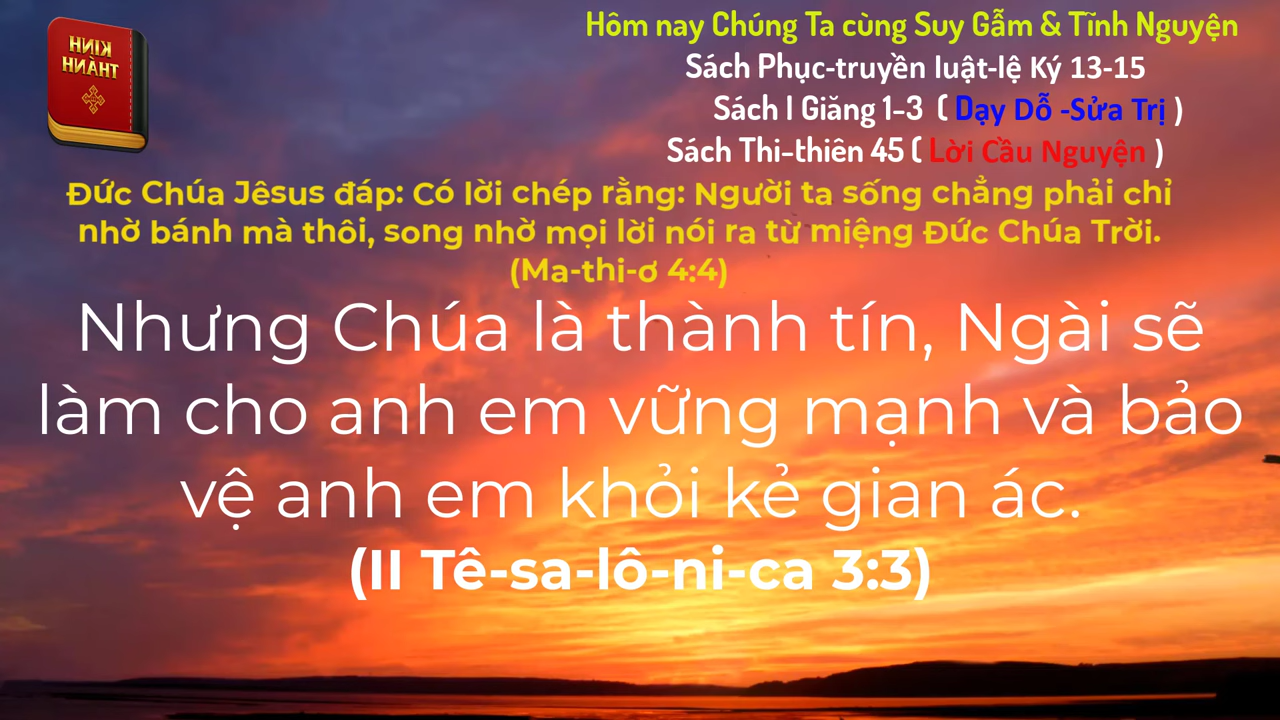 KINH
THÁNH
Hôm nay Chúng Ta cùng Suy Gẫm & Tĩnh Nguyện
Sách Phục-truyền luật-lệ Ký 13-15
Sách I Giăng 1-3 ( Dạy Dỗ -Sửa Trị )
Sách Thi-thiên 45 ( Lời Cầu Nguyện )
Đức Chúa Jêsus đáp: Có lời chép rằng: Người ta sống chẳng phải chỉ
nhờ bánh mà thôi, song nhờ mọi lời nói ra từ miệng Đức Chúa Trời.
(Ma-thi-ơ 4:4)
Nhưng Chúa là thành tín, Ngài sẽ
làm cho anh em vững mạnh và bảo
vệ anh em khỏi kẻ gian ác.
(II Tê-sa-lô-ni-ca 3:3)